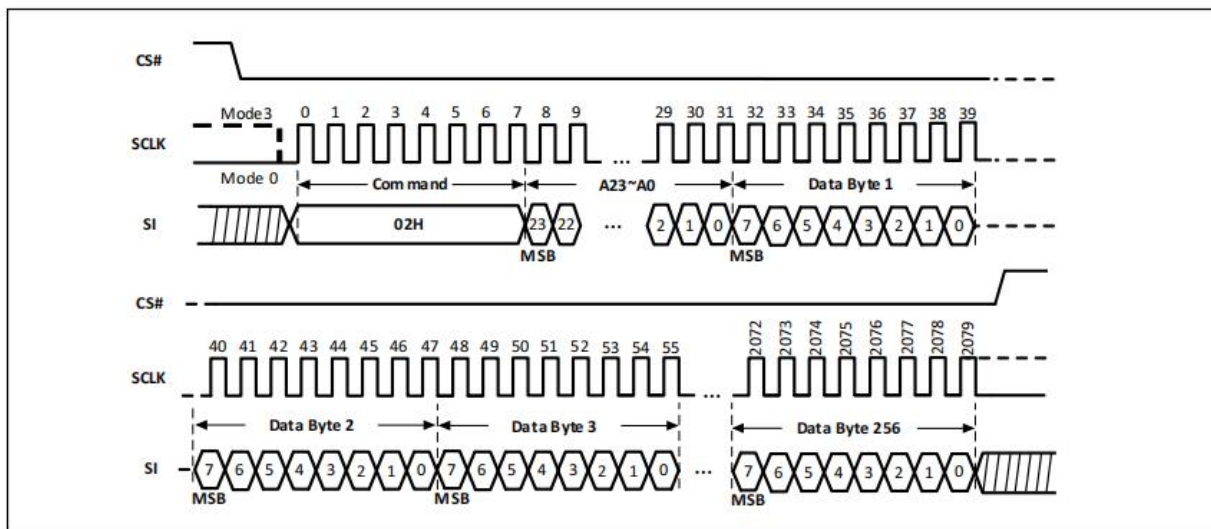 CS#
Mode3 0 1 2 3 4 5 6 7 8 9 29 30 31 32 33 34 35 36 37 38 39
SCLK ...
Mode 0 Command A23~A0 Data Byte 1
SI 02H 23 22 ... 2 1 0 7 6 5 4 3 2 1 0
MSB MSB
CS#
40 41 42 43 44 45 46 47 48 49 50 51 52 53 54 55 2072 2073 2074 2075 2076 2077 2078 2079
SCLK ...
Data Byte 2 Data Byte 3 Data Byte 256
SI 7 6 5 4 3 2 1 0 7 6 5 4 3 2 1 0 ... 7 6 5 4 3 2 1 0
MSB MSB MSB